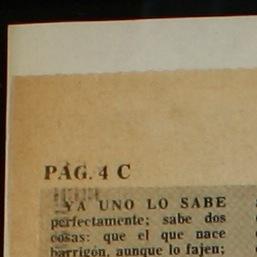 PÁG. 4 C
YA UNO LO SABE
perfectamente; sabe dos
cosas: que el que nace
barrigón, aunque lo fajen;